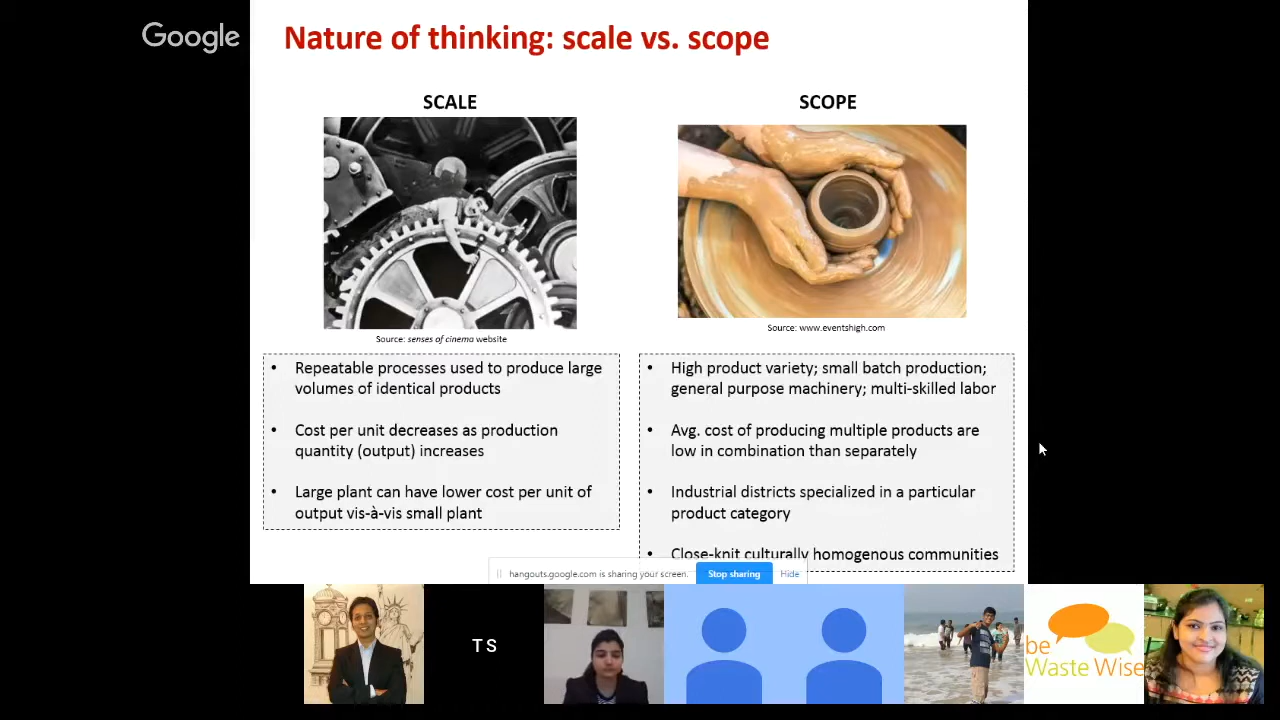 Google
Nature of thinking: scale vs. scope
SCALE
Source: senses of cinema website
• Repeatable processes used to produce large
volumes of identical products
• Cost per unit decreases as production
quantity (output) increases
• Large plant can have lower cost per unit of
output vis-à-vis small plant
SCOPE
Source: www.eventshigh.com
• High product variety; small batch production;
general purpose machinery; multi-skilled labor
• Avg. cost of producing multiple products are
low in combination than separately
• Industrial districts specialized in a particular
product category
• Close-knit culturally homogenous communities
hangouts.google.com is sharing your screen.
Stop sharing
Hide
TS
be
Waste Wise